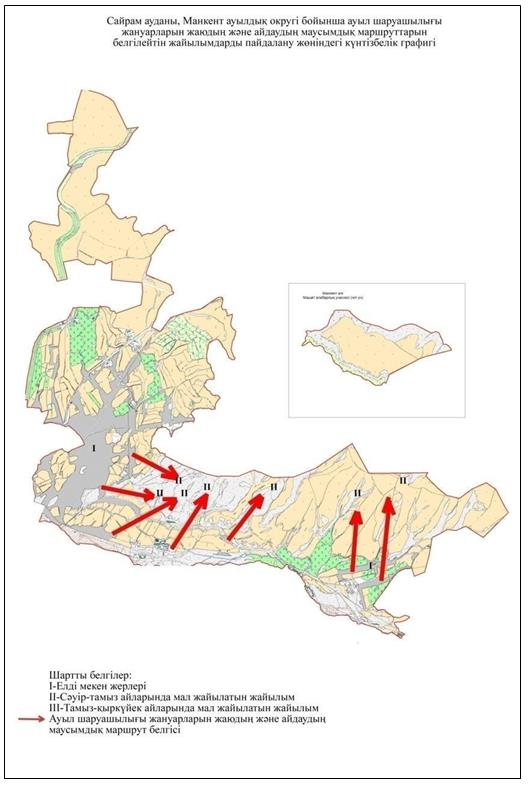 Сайрам ауданы, Манкент ауылдық округі бойынша ауыл шаруашылығы
жануарларын жаюдың және айдаудың маусымдық маршруттарын
белгілейтін жайылымдарды пайдалану жөніндегі күнтізбелік графигі
Манкент а/о
I
II
II
II
II
II
II
II
I
Шартты белгілер:
I-Елді мекен жерлері
II-Сәуір-тамыз айларында мал жайылатын жайылым
III-Тамыз-қыркүйек айларында мал жайылатын жайылым
Ауыл шаруашылығы жануарларын жаюдың және айдаудың
маусымдық маршрут белгісі